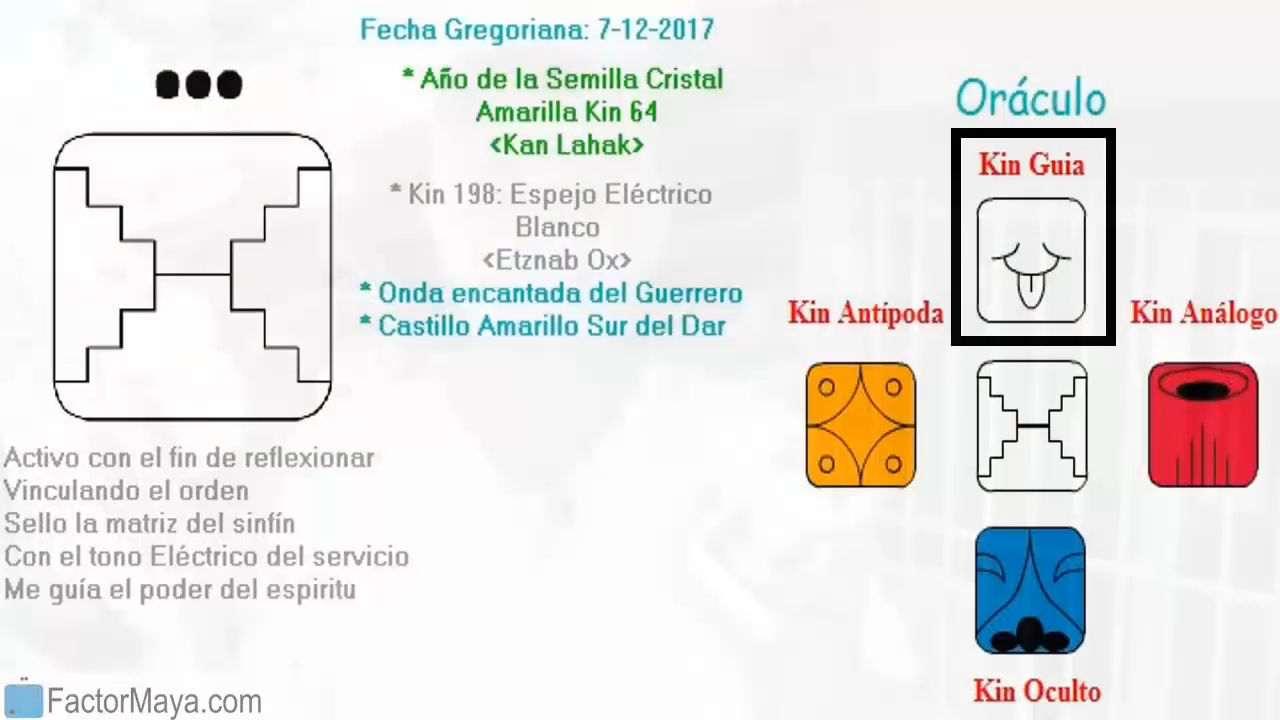 Fecha Gregoriana: 7-12-2017
* Año de la Semilla Cristal
Amarilla Kin 64
<Kan Lahak>
* Kin 198: Espejo Eléctrico
Blanco
<Etznab Ox>
* Onda encantada del Guerrero
* Castillo Amarillo Sur del Dar
Activo con el fin de reflexionar
Vinculando el orden
Sello la matriz del sinfín
Con el tono Eléctrico del servicio
Me guía el poder del espiritu
Oráculo
Kin Guia
Kin Antípoda
Kin Análogo
Kin Oculto
FactorMaya.com